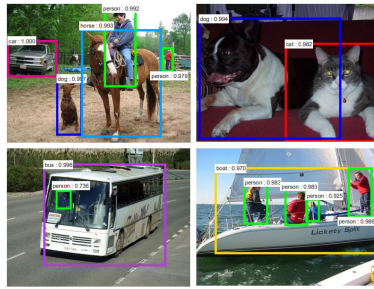 person : 0.992
horse : 0.993
car : 1.000
dog : 0.997
person : 0.979
dog : 0.994
cat : 0.982
bus : 0.996
person : 0.736
boat : 0.970
person : 0.983
person : 0.925
person : 0.989
Lickety Split